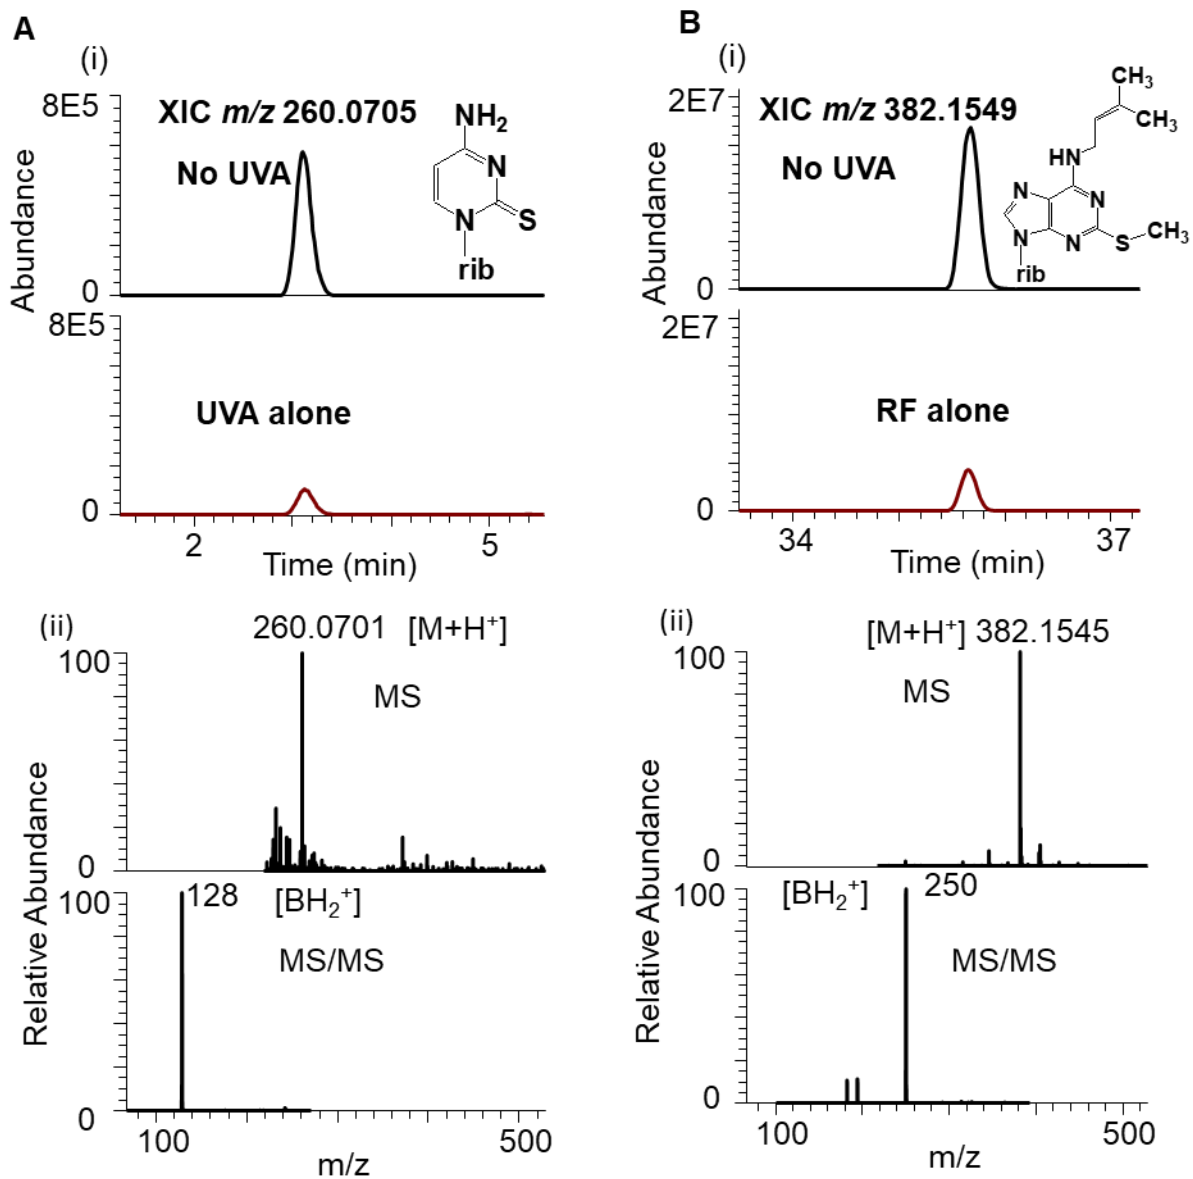 A
(i)
8E5
XIC m/z 260.0705
No UVA
NH₂
N
N
S
rib
Abundance
0
8E5
UVA alone
0
2
5
Time (min)
(ii)
260.0701 [M+H⁺]
100
MS
0
Relative Abundance
100
128 [BH₂⁺]
MS/MS
0
100
500
m/z
B
(i)
2E7
XIC m/z 382.1549
No UVA
CH₃
CH₃
HN
N
N
N
N
S
CH₃
rib
Abundance
0
2E7
RF alone
0
34
37
Time (min)
(ii)
[M+H⁺] 382.1545
100
MS
0
Relative Abundance
100
[BH₂⁺] 250
MS/MS
0
100
500
m/z